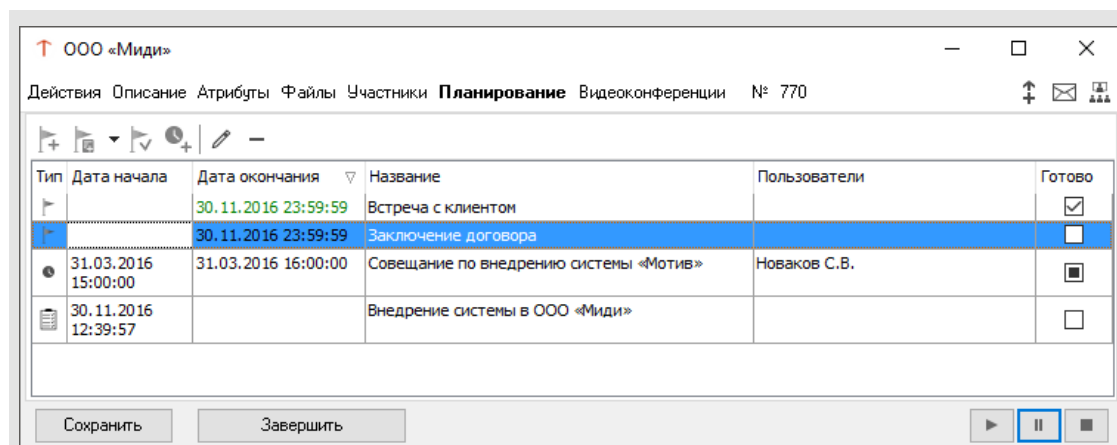 ООО «Миди»
Действия Описание Атрибуты Файлы Участники Планирование Видеоконференции № 770
Тип Дата начала Дата окончания Название Пользователи Готово
30.11.2016 23:59:59 Встреча с клиентом
30.11.2016 23:59:59 Заключение договора
31.03.2016 31.03.2016 16:00:00 Совещание по внедрению системы «Мотив» Новаков С.В.
15:00:00
30.11.2016 Внедрение системы в ООО «Миди»
12:39:57
Сохранить Завершить